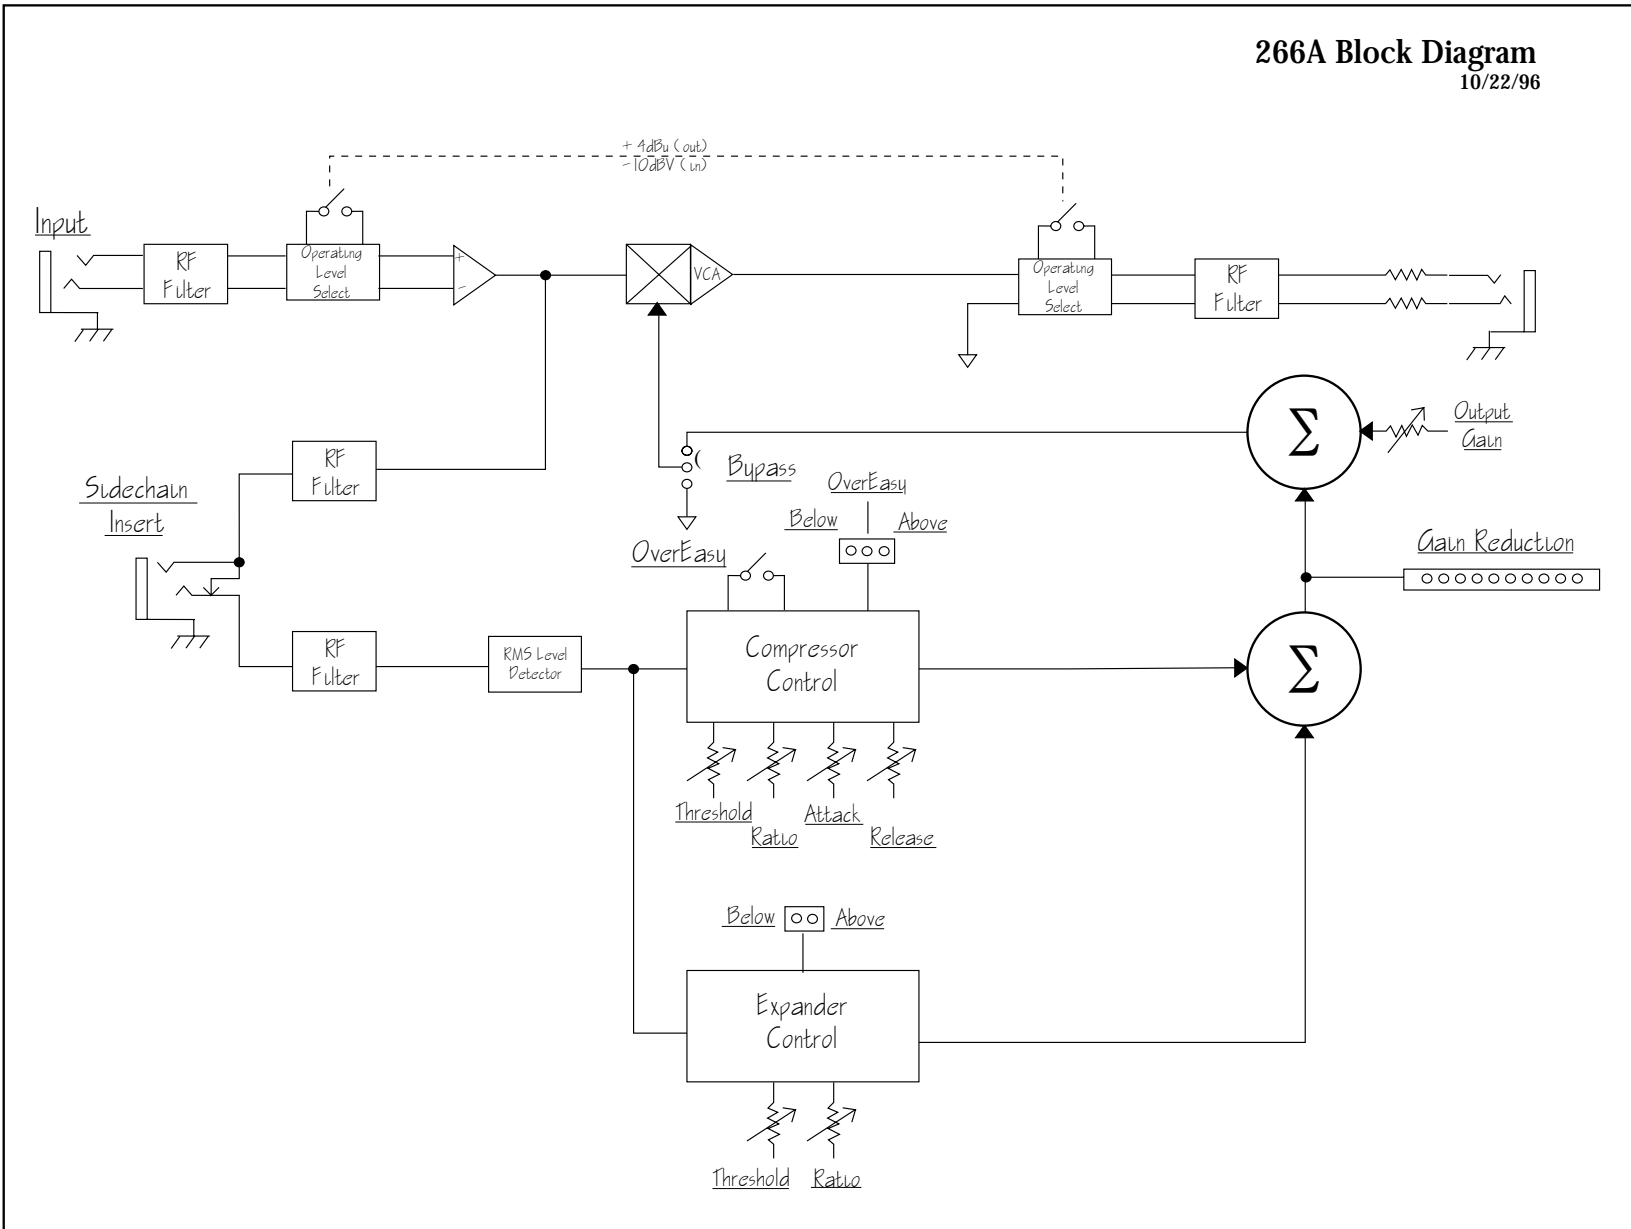 266A Block Diagram
10/22/96
+ 4dBu (out)
-10dBV (in)
Input
RF
Filter
Operating
Level
Select
+
-
VCA
Operating
Level
Select
RF
Filter
Σ
Output
Gain
RF
Filter
Sidechain
Insert
Bypass
OverEasy
Below
Above
OverEasy
Gain Reduction
RF
Filter
RMS Level
Detector
Compressor
Control
Σ
Threshold
Ratio
Attack
Release
Below
Above
Expander
Control
Threshold
Ratio